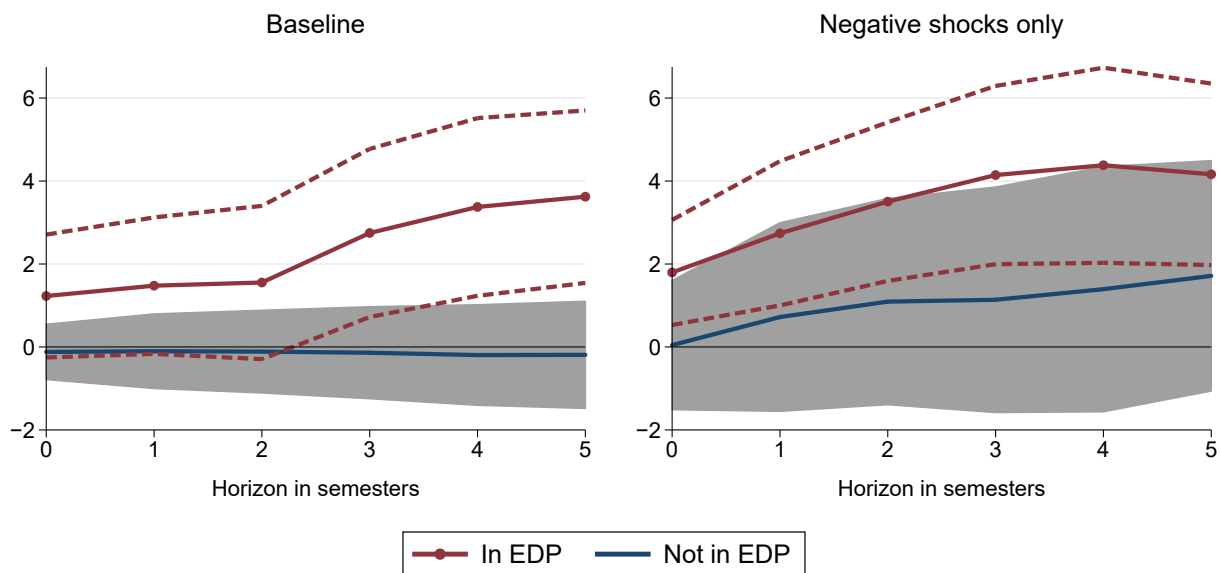 Baseline
6
4
2
0
−2
0 1 2 3 4 5
Horizon in semesters
Negative shocks only
6
4
2
0
−2
0 1 2 3 4 5
Horizon in semesters
In EDP Not in EDP